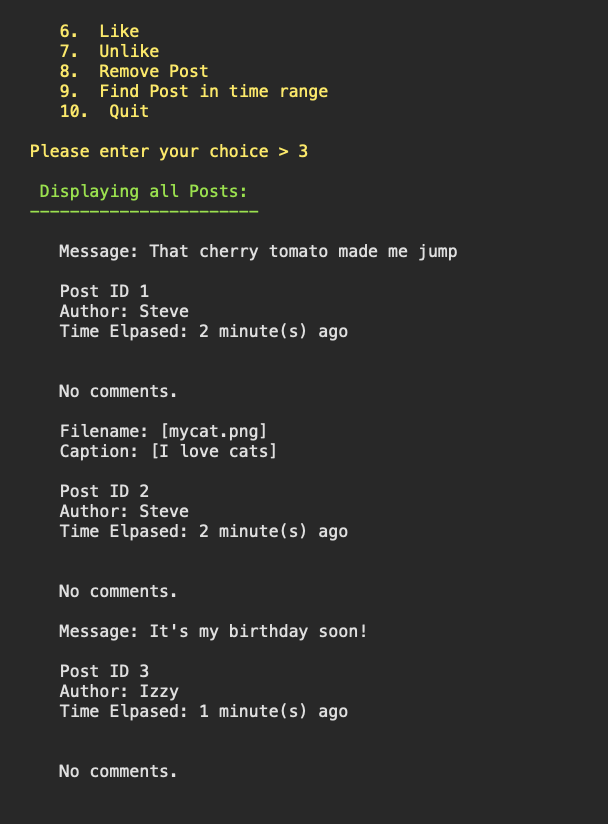 6. Like
7. Unlike
8. Remove Post
9. Find Post in time range
10. Quit
Please enter your choice > 3
Displaying all Posts:
-----------------------
Message: That cherry tomato made me jump
Post ID 1
Author: Steve
Time Elpased: 2 minute(s) ago
No comments.
Filename: [mycat.png]
Caption: [I love cats]
Post ID 2
Author: Steve
Time Elpased: 2 minute(s) ago
No comments.
Message: It's my birthday soon!
Post ID 3
Author: Izzy
Time Elpased: 1 minute(s) ago
No comments.